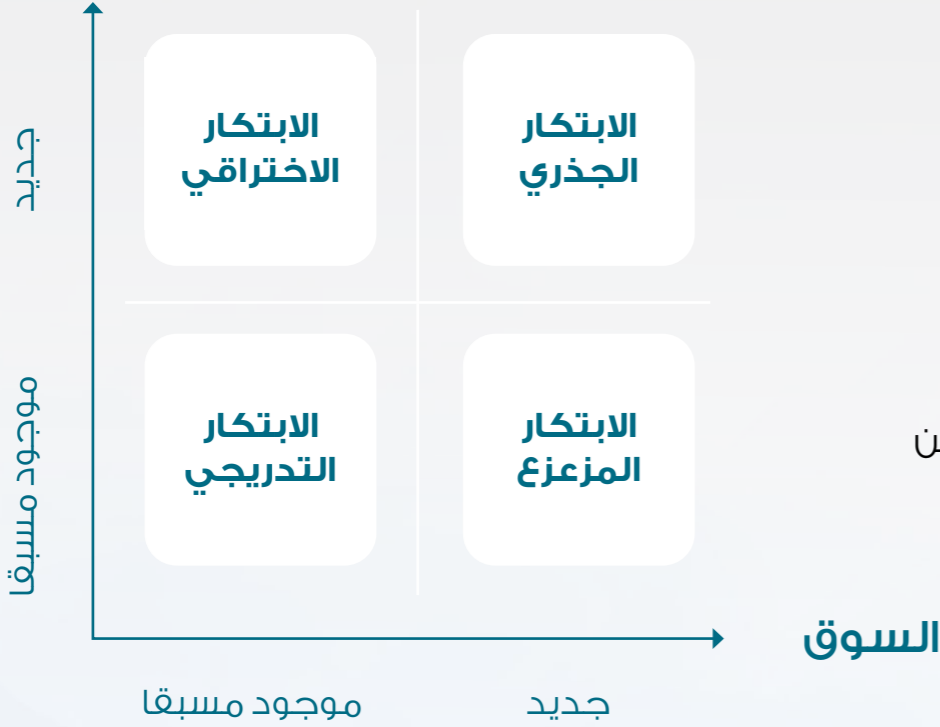 جديد
الابتكار
الجذري
الابتكار
الاختراقي
موجود مسبقا
الابتكار
المزعزع
الابتكار
التدريجي
السوق
جديد
موجود مسبقا